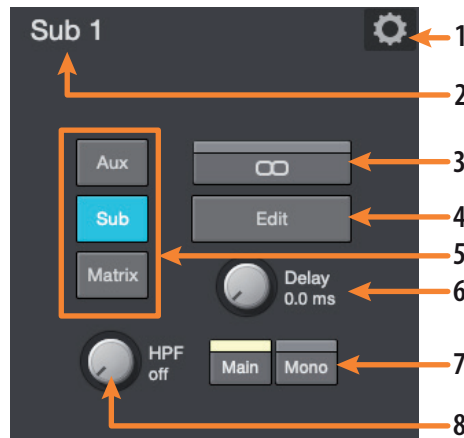 Sub 1
1
2
Aux
3
Sub
Edit
4
5
Matrix
Delay
0.0 ms
6
HPF
off
Main
Mono
7
8